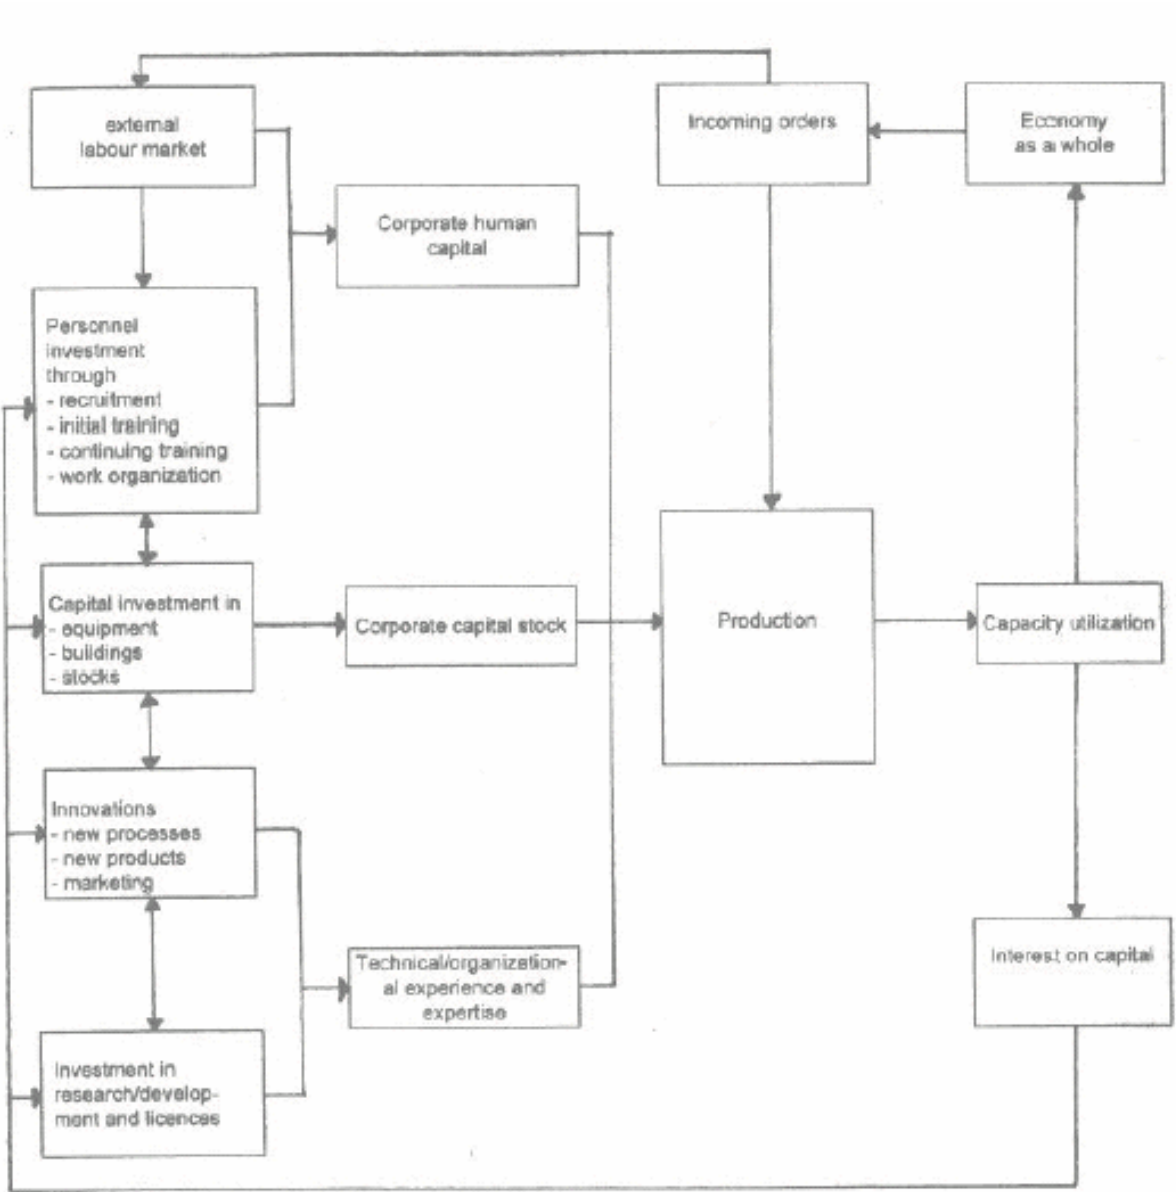 external
labour market
Incoming orders
Economy
as a whole
Corporate human
capital
Personnel
investment
through
- recruitment
- initial training
- continuing training
- work organization
Capital investment in
- equipment
- buildings
- stocks
Corporate capital stock
Production
Capacity utilization
Innovations
- new processes
- new products
- marketing
Technical/organization-
al experience and
expertise
Interest on capital
Investment in
research/develop-
ment and licences